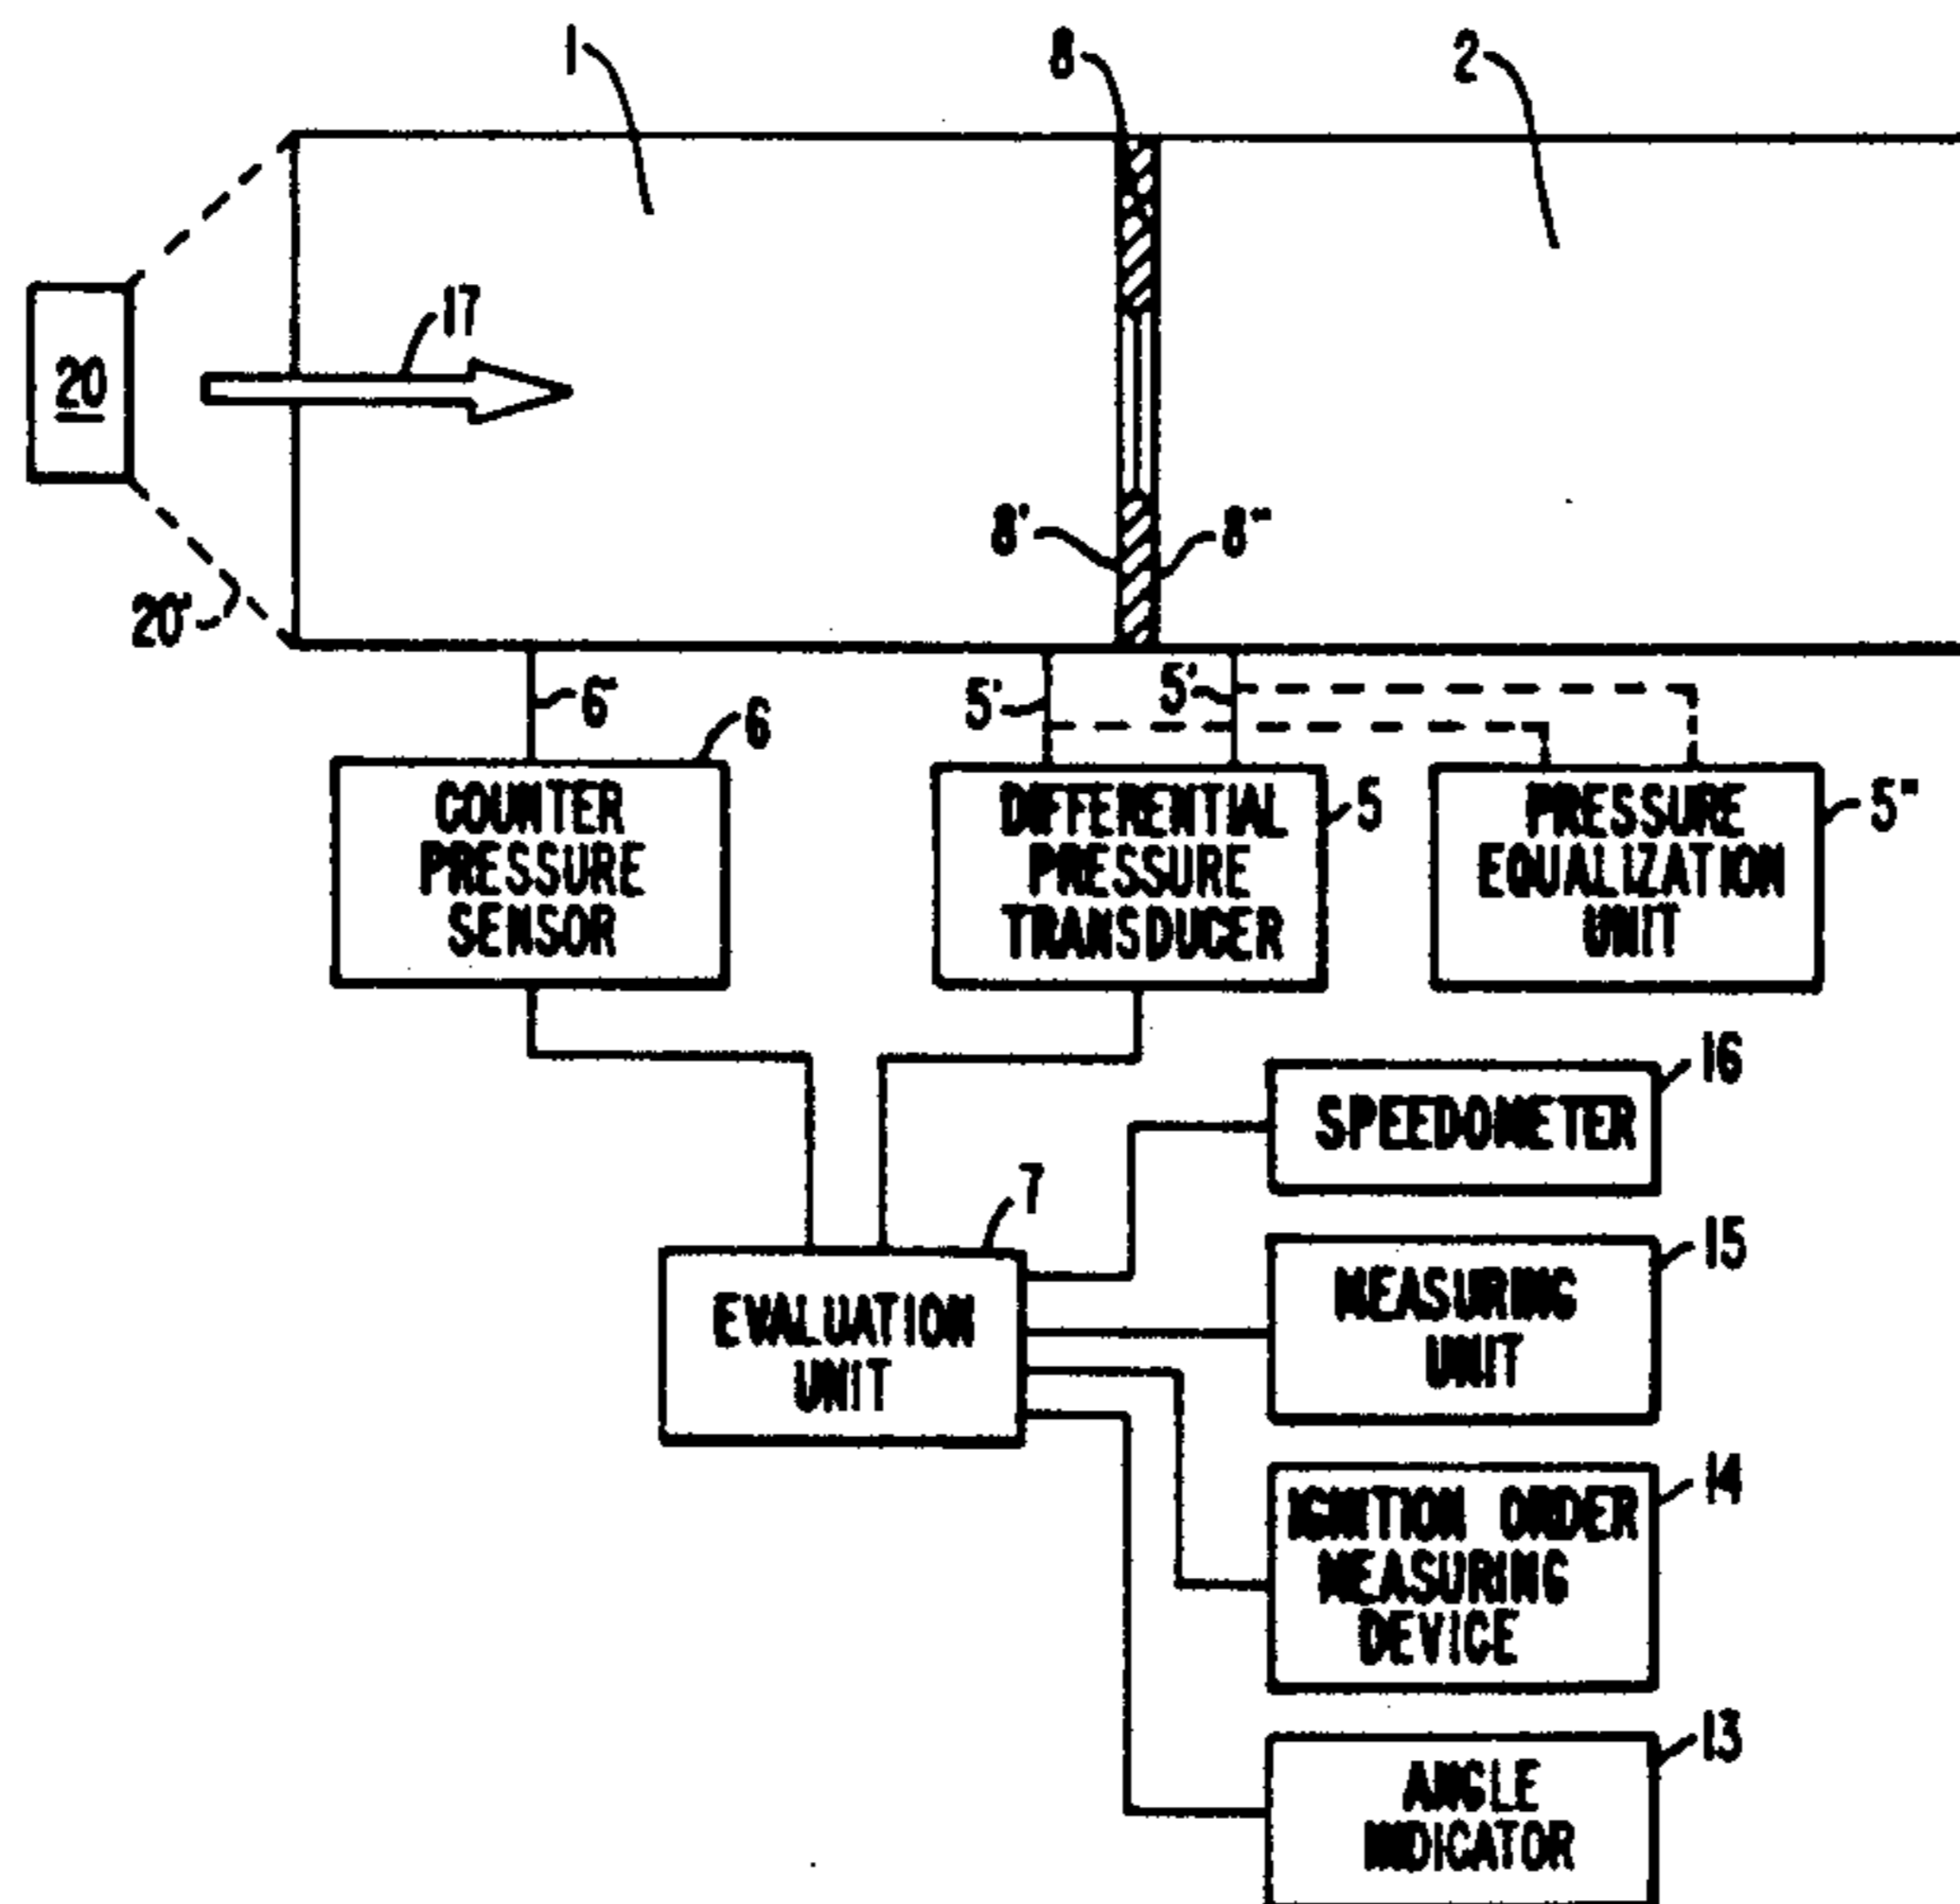 1
8
2
17
20
8'
8"
20'
6'
5'
5'
6
COUNTER
PRESSURE
SENSOR
DIFFERENTIAL
PRESSURE
TRANSDUCER
5
PRESSURE
EQUALIZATION
UNIT
5"
16
SPEEDOMETER
7
EVALUATION
UNIT
15
MEASURING
UNIT
14
IGNITION ORDER
MEASURING
DEVICE
13
ANGLE
INDICATOR